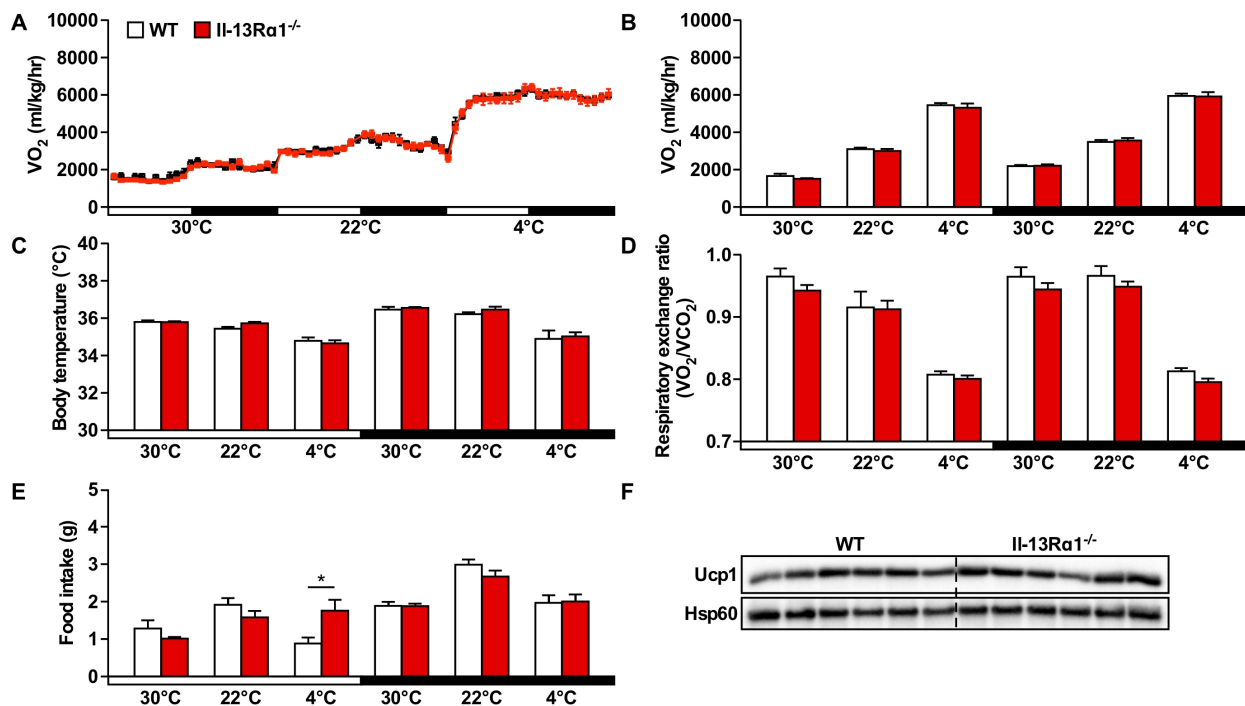 A
10000
8000
6000
4000
2000
0
VO2 (ml/kg/hr)
WT
Il-13Rα1-/-
30°C
22°C
4°C
B
10000
8000
6000
4000
2000
0
VO2 (ml/kg/hr)
30°C
22°C
4°C
30°C
22°C
4°C
C
40
38
36
34
32
30
Body temperature (°C)
30°C
22°C
4°C
30°C
22°C
4°C
D
1.0
0.9
0.8
0.7
Respiratory exchange ratio
(VO2/VCO2)
30°C
22°C
4°C
30°C
22°C
4°C
E
5
4
3
2
1
0
Food intake (g)
*
30°C
22°C
4°C
30°C
22°C
4°C
F
WT
Il-13Rα1-/-
Ucp1
Hsp60